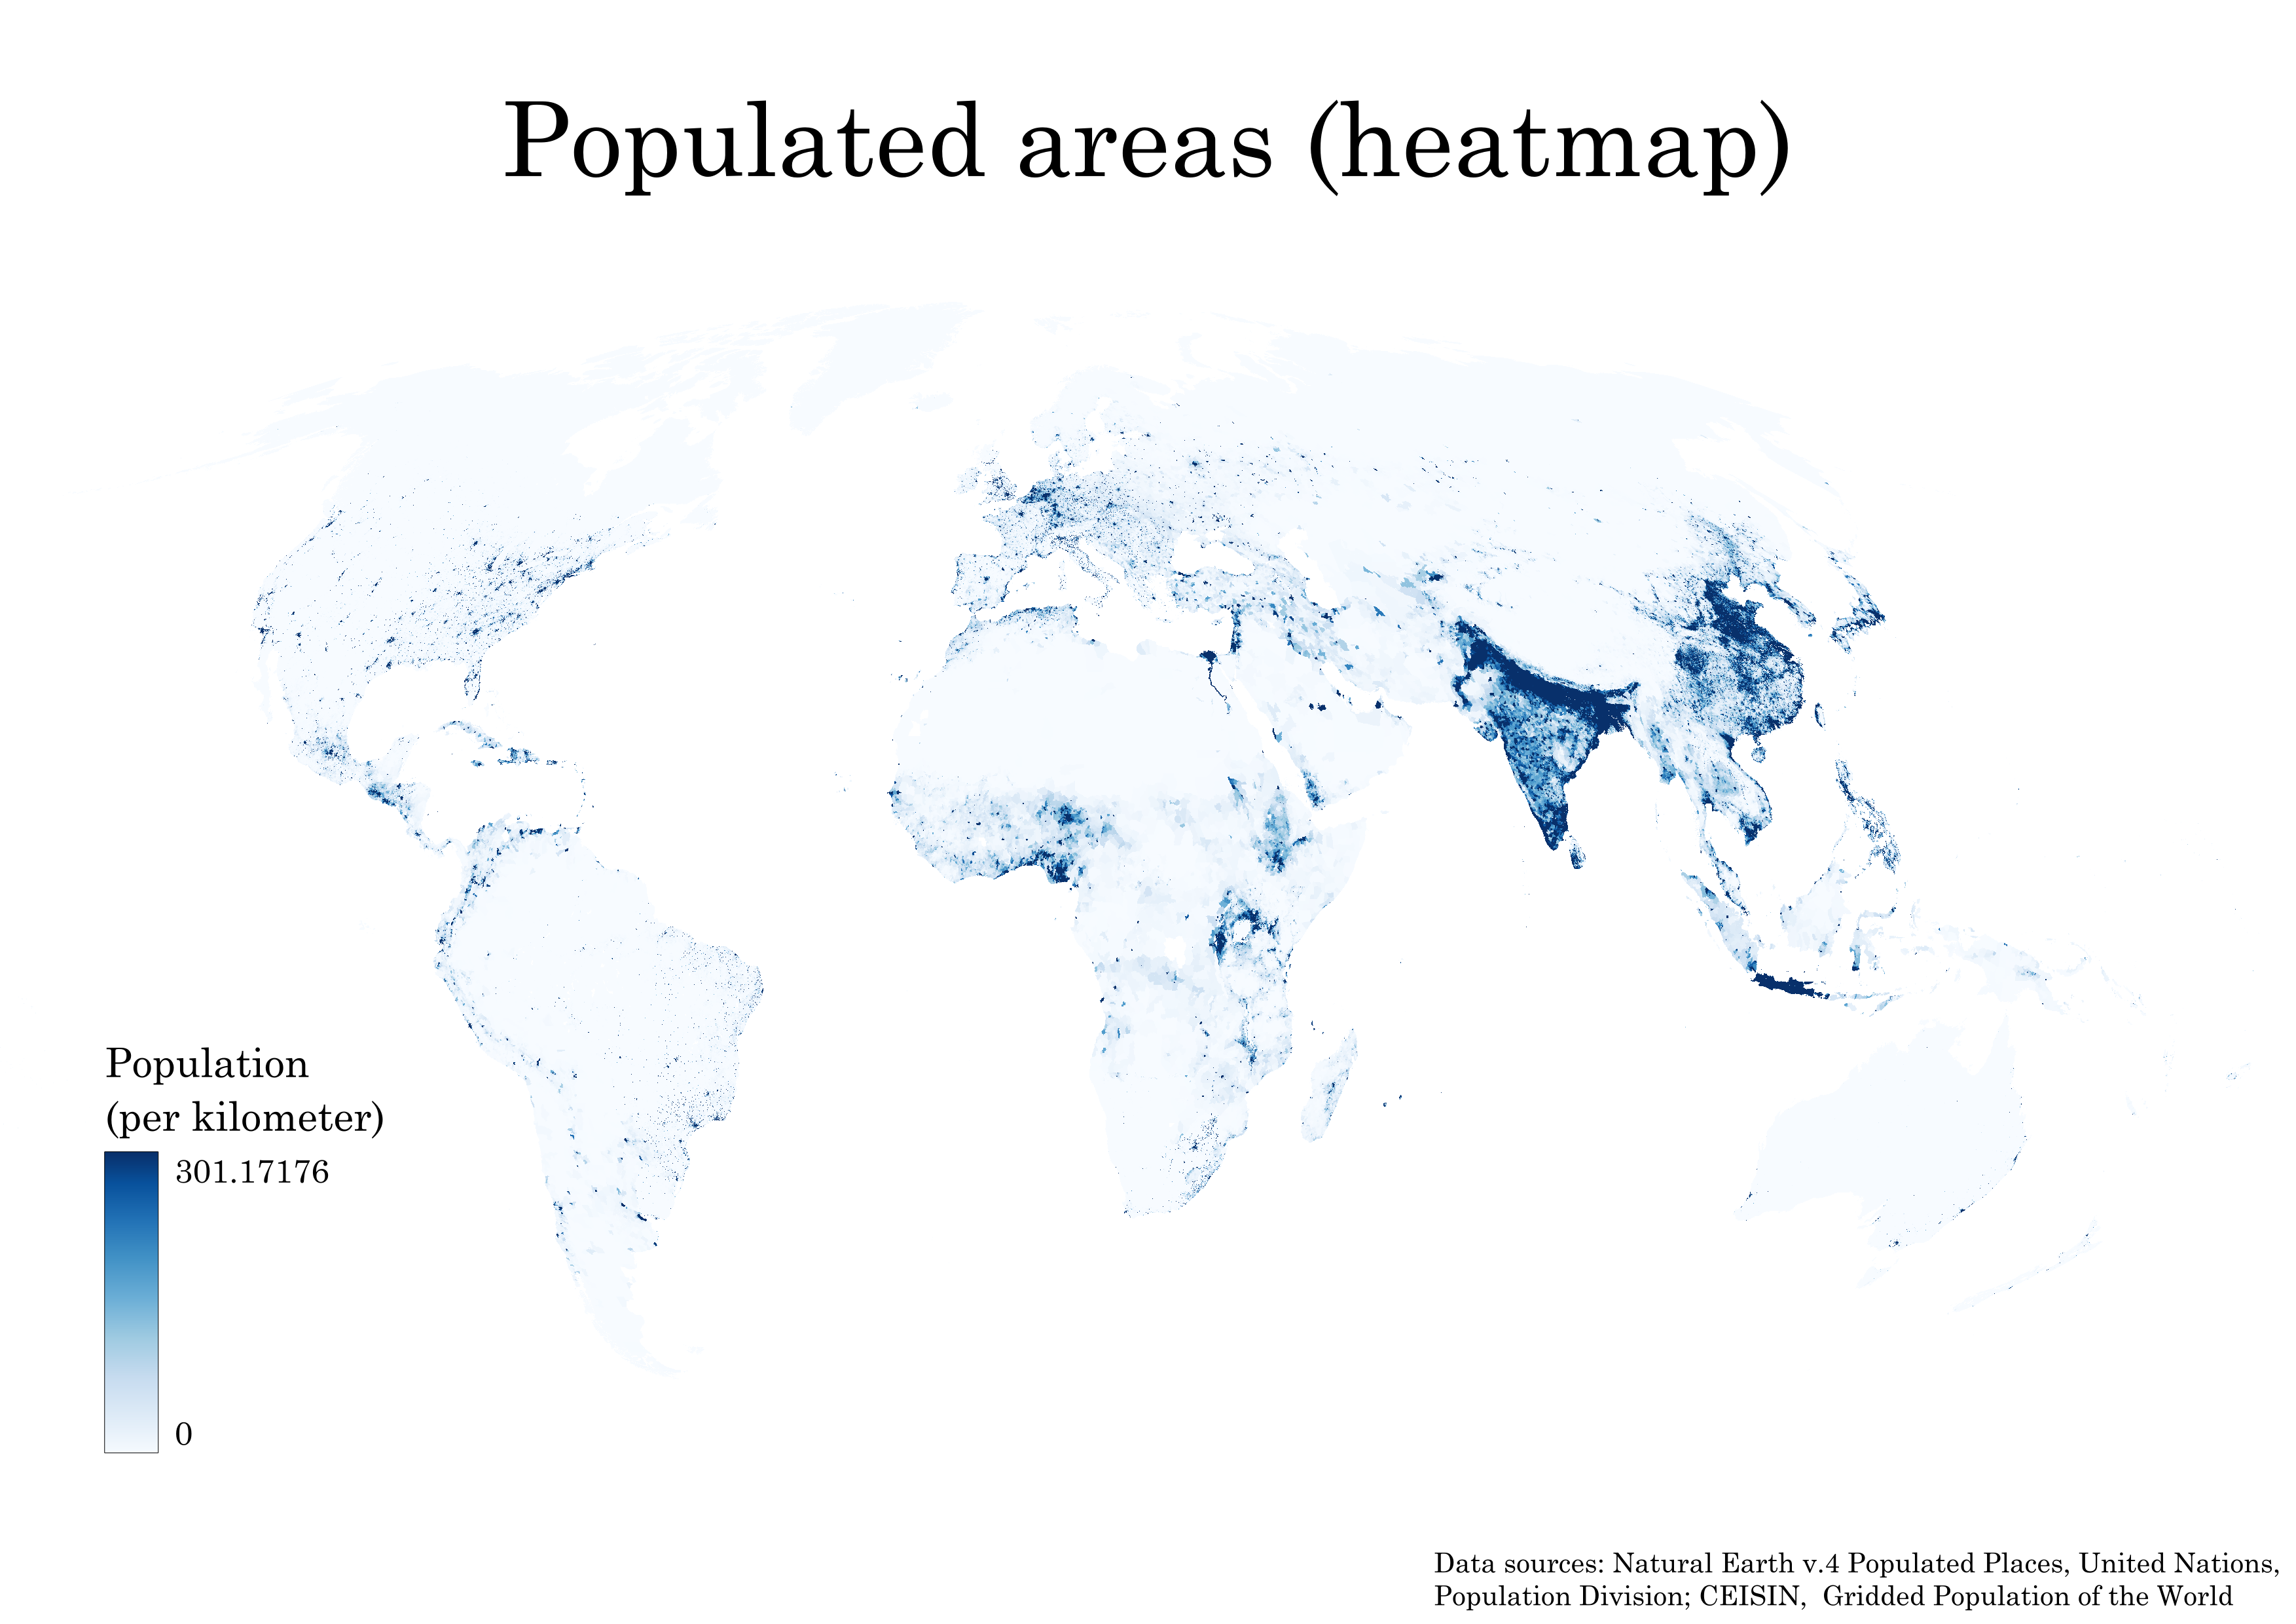 Populated areas (heatmap)
Population
(per kilometer)
301.17176
0
Data sources: Natural Earth v.4 Populated Places, United Nations,
Population Division; CEISIN,  Gridded Population of the World